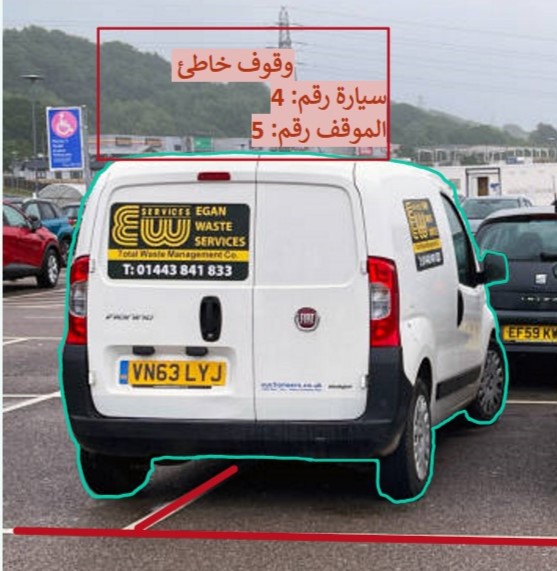 وقوف خاطئ
سيارة رقم: 4
الموقف رقم: 5
SERVICES
EW
EGAN
WASTE
SERVICES
Total Waste Management Co.
T: 01443 841 833
FIORINO
FIAT
VN63 LYJ
EF59 KW